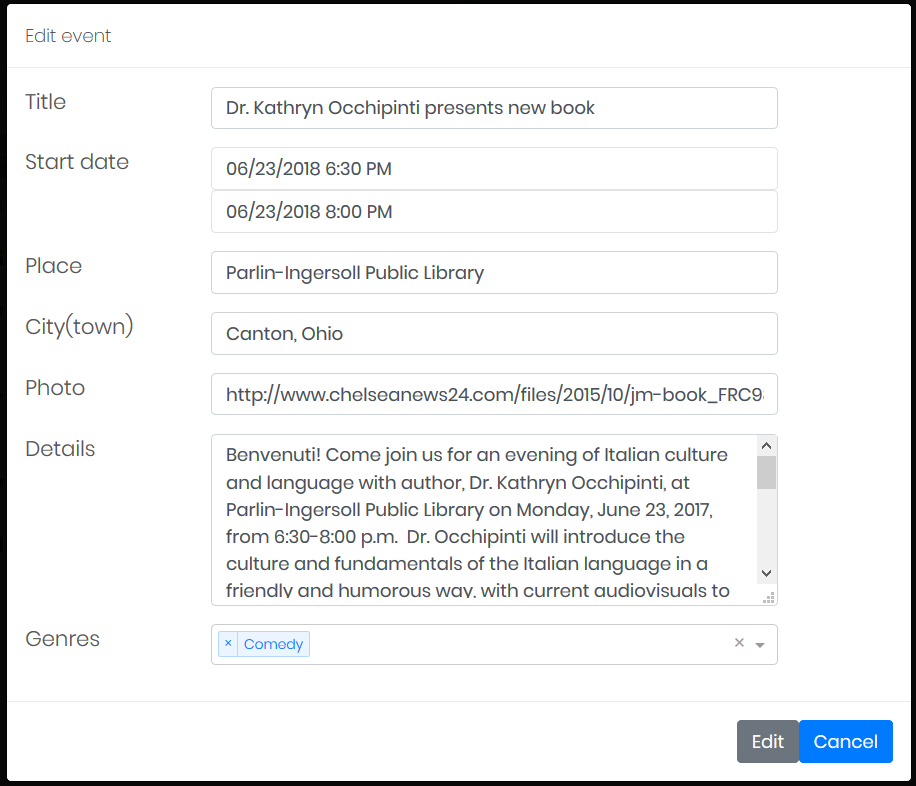 Edit event
Title
Dr. Kathryn Occhipinti presents new book
Start date
06/23/2018 6:30 PM
06/23/2018 8:00 PM
Place
Parlin-Ingersoll Public Library
City(town)
Canton, Ohio
Photo
http://www.chelseanews24.com/files/2015/10/jm-book_FRC9
Details
Benvenuti! Come join us for an evening of Italian culture
and language with author, Dr. Kathryn Occhipinti, at
Parlin-Ingersoll Public Library on Monday, June 23, 2017,
from 6:30-8:00 p.m.  Dr. Occhipinti will introduce the
culture and fundamentals of the Italian language in a
friendly and humorous way, with current audiovisuals to
Genres
× Comedy
Edit
Cancel